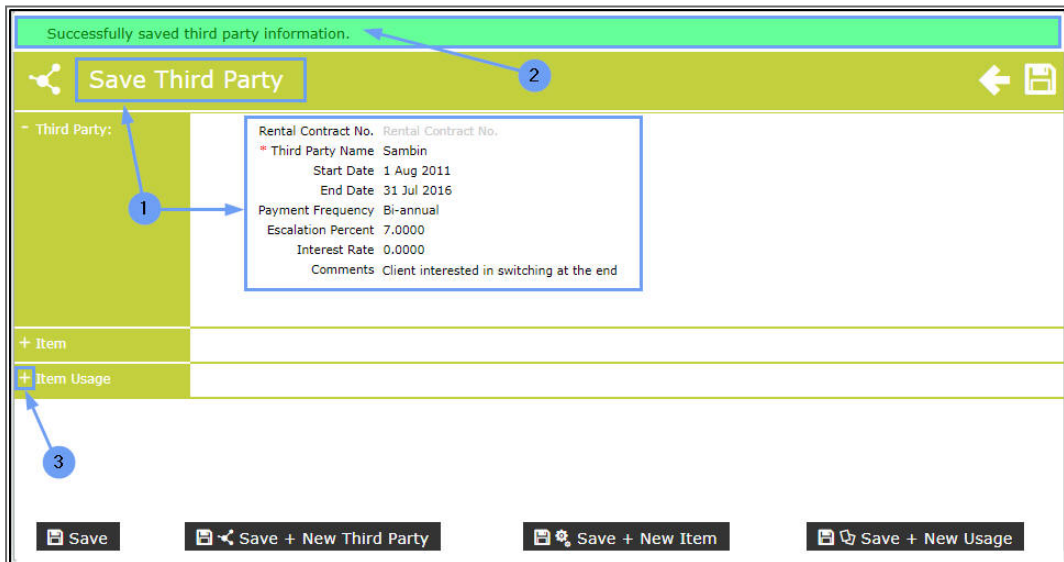 Successfully saved third party information.
Save Third Party
2
- Third Party:
Rental Contract No. Rental Contract No.
* Third Party Name Sambin
Start Date 1 Aug 2011
End Date 31 Jul 2016
1
Payment Frequency Bi-annual
Escalation Percent 7.0000
Interest Rate 0.0000
Comments Client interested in switching at the end
+ Item
+ Item Usage
3
Save Save + New Third Party Save + New Item Save + New Usage